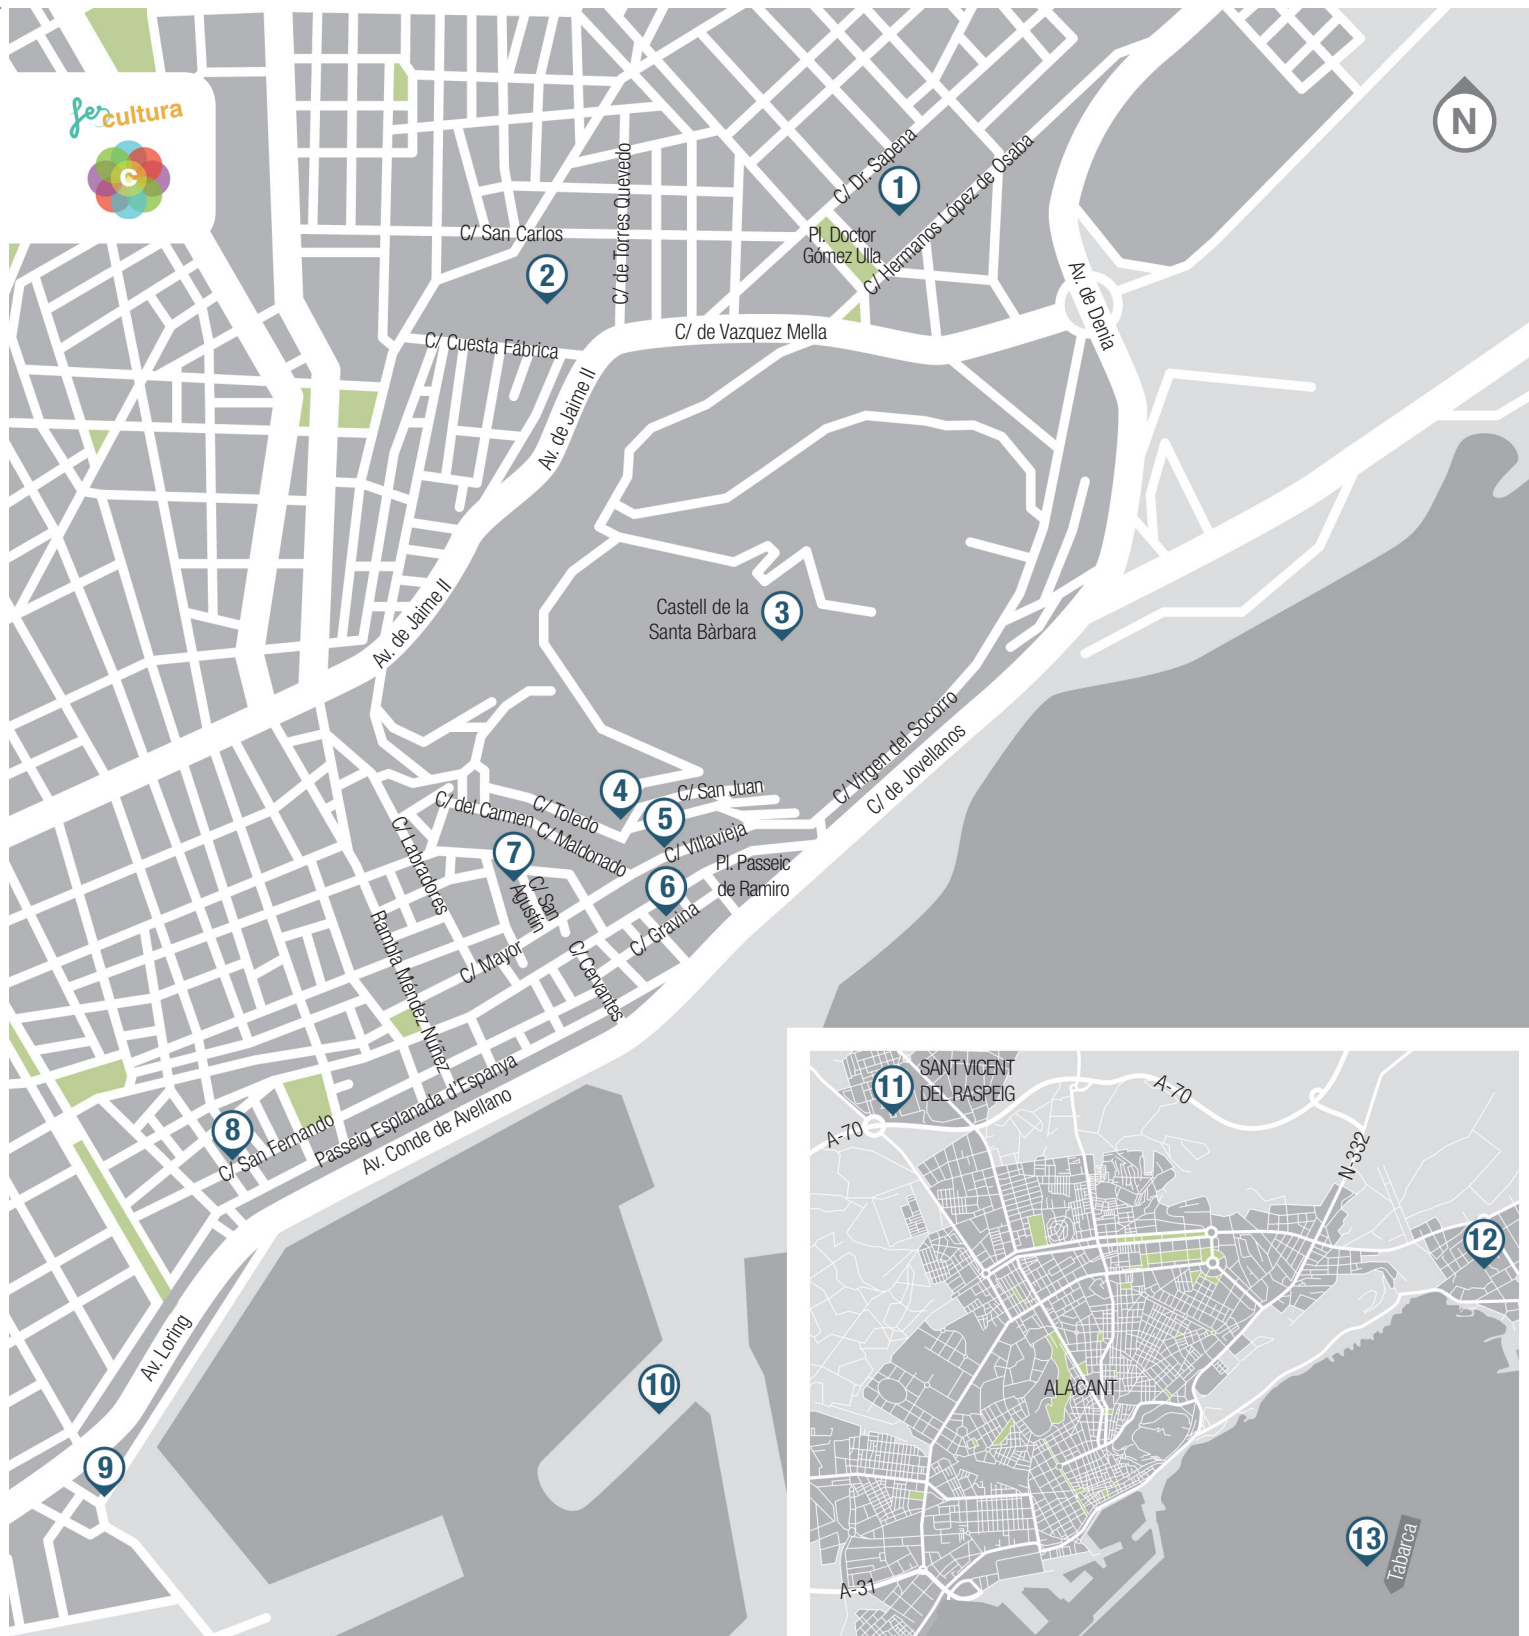 fer
cultura
c
N
C/ Dr. Sapena
1
C/ Hermanos López de Osaba
C/ de Torres Quevedo
C/ San Carlos
Pl. Doctor
Gómez Ulla
2
Av. de Denia
C/ de Vazquez Mella
C/ Cuesta Fábrica
Av. de Jaime II
Castell de la
Santa Bàrbara
3
Av. de Jaime II
C/ Virgen del Socorro
C/ de Jovellanos
4
C/ San Juan
C/ del Carmen
C/ Toledo
5
C/ Maldonado
C/ Villavieja
C/ Labradores
7
Pl. Passeic
de Ramiro
6
C/ San
Agustín
C/ Gravina
Rambla Méndez Núñez
C/ Mayor
C/ Cervantes
Passeig Esplanada d'Espanya
Av. Conde de Avellano
8
C/ San Fernando
Av. Loring
10
9
11
SANT VICENT
DEL RASPEIG
A-70
A-70
N-332
12
ALACANT
13
Tabarca
A-31